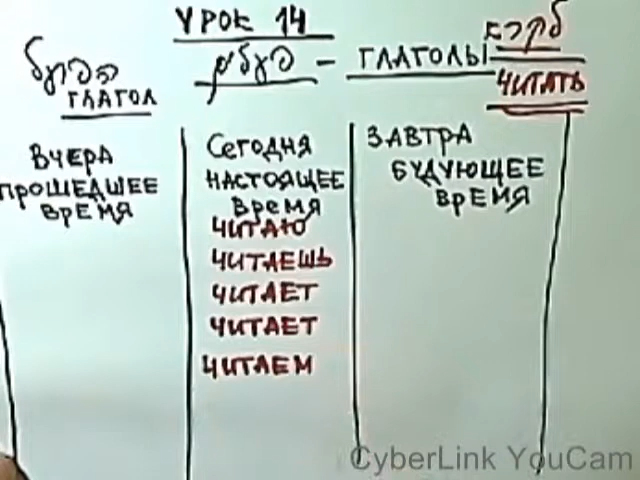 УРОК 14
– ГЛАГОЛЫ
ЧИТАТЬ
ГЛАГОЛ
ВЧЕРА
ПРОШЕДШЕЕ
ВРЕМЯ
СЕГОДНЯ
НАСТОЯЩЕЕ
ВРЕМЯ
ЧИТАЮ
ЧИТАЕШЬ
ЧИТАЕТ
ЧИТАЕТ
ЧИТАЕМ
ЗАВТРА
БУДУЮЩЕЕ
ВРЕМЯ
CyberLink YouCam